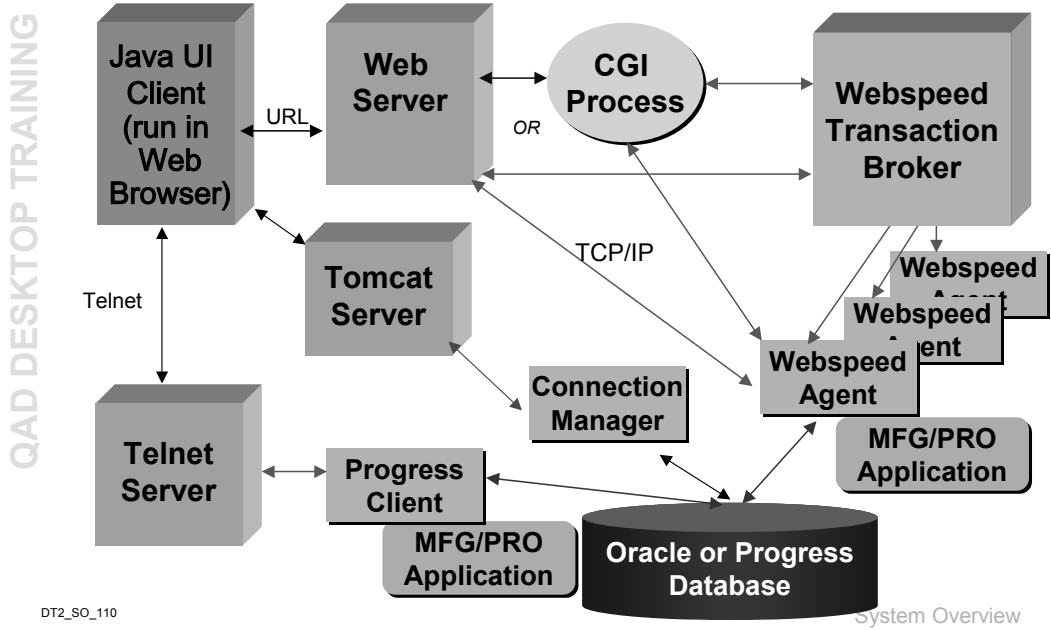 QAD DESKTOP TRAINING
Java UI
Client
(run in
Web
Browser)
URL
Web
Server
OR
CGI
Process
Webspeed
Transaction
Broker
Telnet
Tomcat
Server
TCP/IP
Webspeed
Agent
Webspeed
Agent
Webspeed
Agent
Connection
Manager
MFG/PRO
Application
Telnet
Server
Progress
Client
MFG/PRO
Application
Oracle or Progress
Database
DT2_SO_110
System Overview